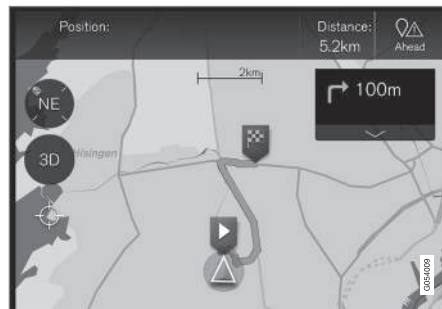 Position:
Distance:
5.2km
Ahead
2km
100m
NE
3D
Hisingen
G054009